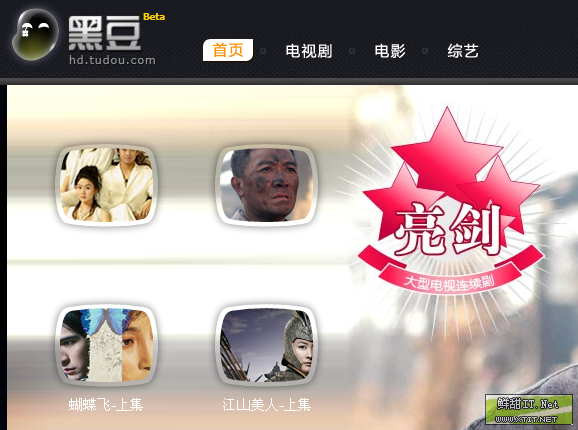 黑豆 Beta
hd.tudou.com
首页 电视剧 电影 综艺
亮剑
大型电视连续剧
蝴蝶飞-上集 江山美人-上集
鲜甜IT.Net
www.XTIT.NET